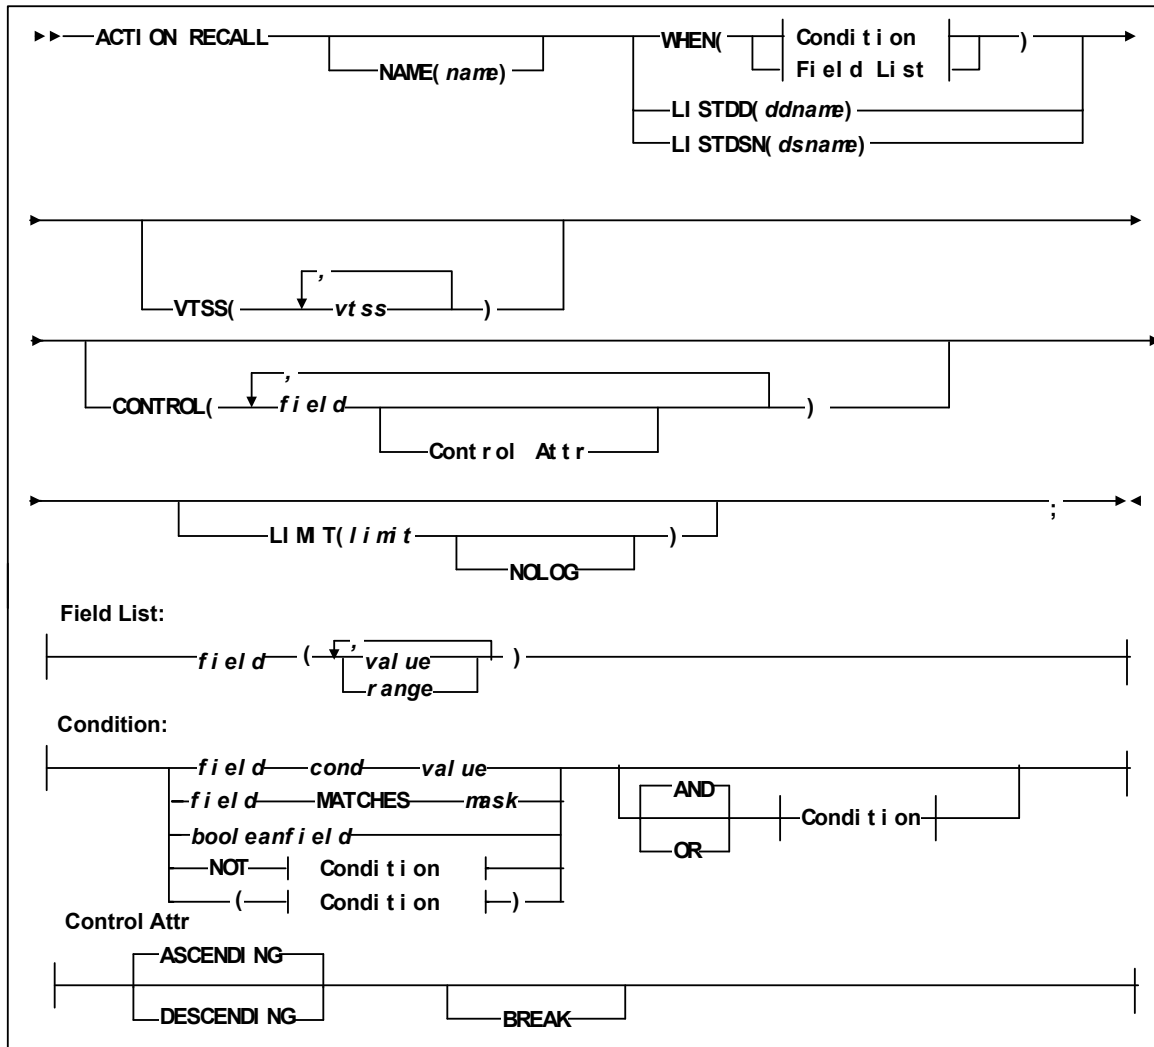 ACTION RECALL WHEN( Condition )
NAME(name) Field List
LISTDD(ddname)
LISTDSN(dsname)
,
VTSS( vtss )
,
CONTROL( field )
Control Attr
;
LIMIT(limit )
NOLOG
Field List:
field ( , )
value
range
Condition:
field cond value
AND
field MATCHES mask
Condition
booleanfield
OR
NOT Condition
( Condition )
Control Attr
ASCENDING
DESCENDING
BREAK